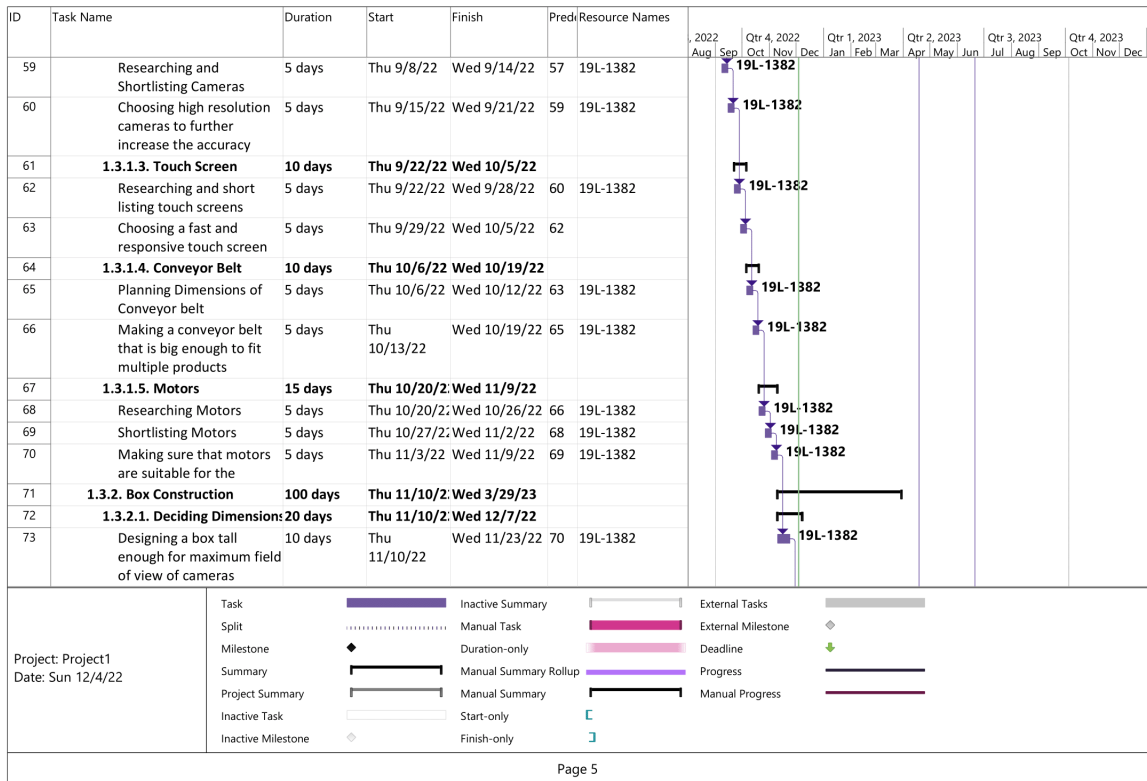 ID Task Name Duration Start Finish Prede Resource Names
, 2022 Qtr 4, 2022 Qtr 1, 2023 Qtr 2, 2023 Qtr 3, 2023 Qtr 4, 2023
Aug Sep Oct Nov Dec Jan Feb Mar Apr May Jun Jul Aug Sep Oct Nov Dec
59 Researching and 5 days Thu 9/8/22 Wed 9/14/22 57 19L-1382 19L-1382
Shortlisting Cameras
60 Choosing high resolution 5 days Thu 9/15/22 Wed 9/21/22 59 19L-1382 19L-1382
cameras to further
increase the accuracy
61 1.3.1.3. Touch Screen 10 days Thu 9/22/22 Wed 10/5/22
62 Researching and short 5 days Thu 9/22/22 Wed 9/28/22 60 19L-1382 19L-1382
listing touch screens
63 Choosing a fast and 5 days Thu 9/29/22 Wed 10/5/22 62
responsive touch screen
64 1.3.1.4. Conveyor Belt 10 days Thu 10/6/22 Wed 10/19/22
65 Planning Dimensions of 5 days Thu 10/6/22 Wed 10/12/22 63 19L-1382 19L-1382
Conveyor belt
66 Making a conveyor belt 5 days Thu Wed 10/19/22 65 19L-1382 19L-1382
that is big enough to fit 10/13/22
multiple products
67 1.3.1.5. Motors 15 days Thu 10/20/2 Wed 11/9/22
68 Researching Motors 5 days Thu 10/20/22 Wed 10/26/22 66 19L-1382 19L-1382
69 Shortlisting Motors 5 days Thu 10/27/22 Wed 11/2/22 68 19L-1382 19L-1382
70 Making sure that motors 5 days Thu 11/3/22 Wed 11/9/22 69 19L-1382 19L-1382
are suitable for the
71 1.3.2. Box Construction 100 days Thu 11/10/2 Wed 3/29/23
72 1.3.2.1. Deciding Dimensions 20 days Thu 11/10/2 Wed 12/7/22
73 Designing a box tall 10 days Thu Wed 11/23/22 70 19L-1382 19L-1382
enough for maximum field 11/10/22
of view of cameras
Project: Project1
Date: Sun 12/4/22
Task Inactive Summary External Tasks
Split Manual Task External Milestone
Milestone Duration-only Deadline
Summary Manual Summary Rollup Progress
Project Summary Manual Summary Manual Progress
Inactive Task Start-only
Inactive Milestone Finish-only
Page 5